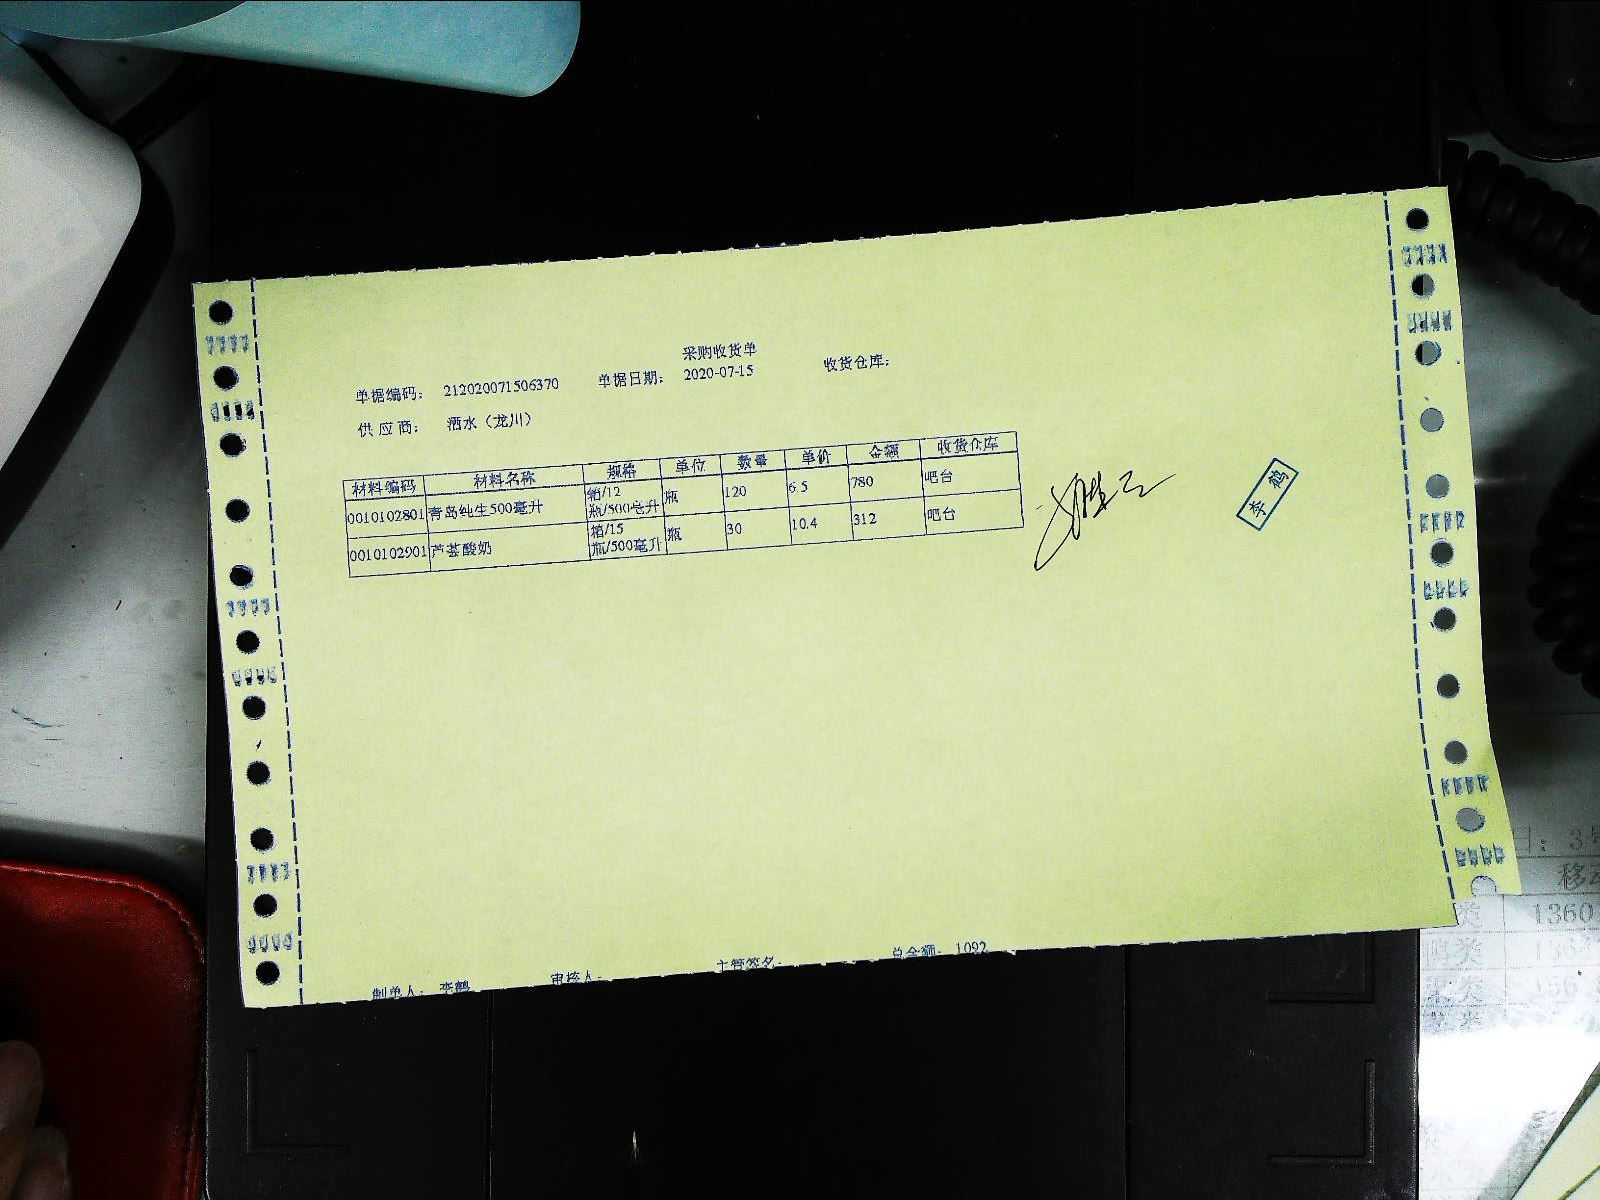 采购收货单
单据编码： 212020071506370 单据日期： 2020-07-15 收货仓库：
供应商： 酒水（龙川）
材料编码 材料名称 规格 单位 数量 单价 金额 收货仓库
0010102801 青岛纯生500毫升 箱/12瓶/500毫升 瓶 120 6.5 780 吧台
0010102901 芦荟酸奶 箱/15瓶/500毫升 瓶 30 10.4 312 吧台
李鹤
制单人： 李鹤 审核人： 主管签名： 总金额： 1092
1360